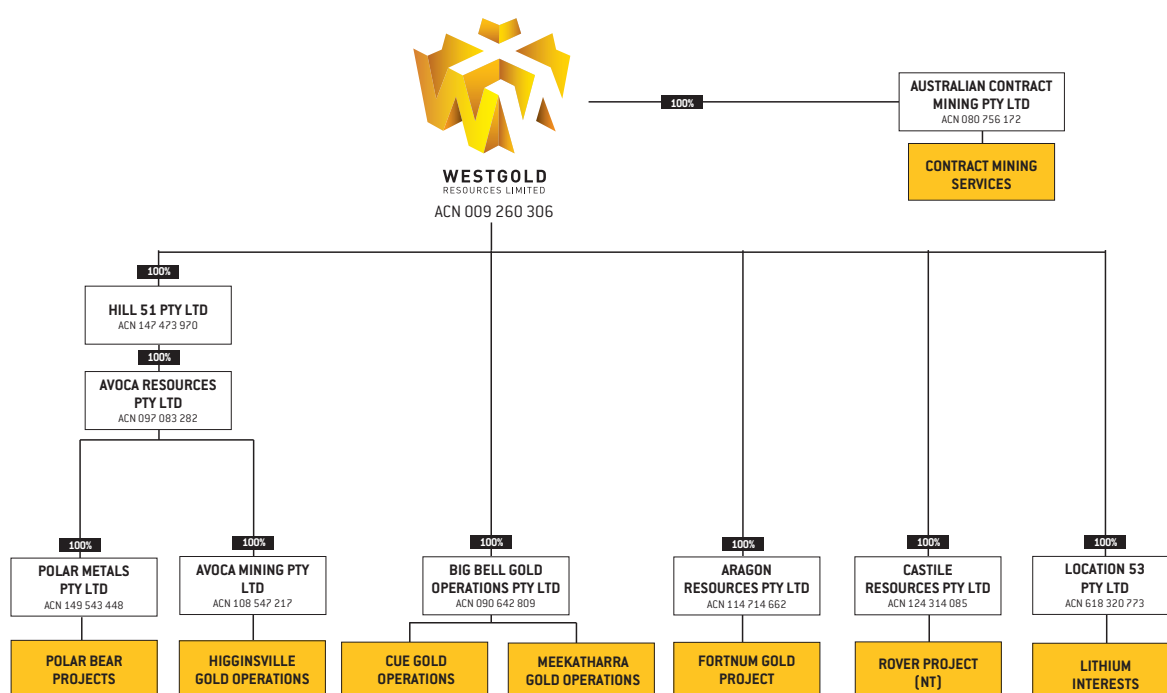 WESTGOLD
RESOURCES LIMITED
ACN 009 260 306
100%
AUSTRALIAN CONTRACT
MINING PTY LTD
ACN 080 756 172
CONTRACT MINING
SERVICES
100%
HILL 51 PTY LTD
ACN 147 473 970
100%
AVOCA RESOURCES
PTY LTD
ACN 097 083 282
100%
POLAR METALS
PTY LTD
ACN 149 543 448
POLAR BEAR
PROJECTS
100%
AVOCA MINING PTY
LTD
ACN 108 547 217
HIGGINSVILLE
GOLD OPERATIONS
100%
BIG BELL GOLD
OPERATIONS PTY LTD
ACN 090 642 809
CUE GOLD
OPERATIONS
MEEKATHARRA
GOLD OPERATIONS
100%
ARAGON
RESOURCES PTY LTD
ACN 114 714 662
FORTNUM GOLD
PROJECT
100%
CASTILE
RESOURCES PTY LTD
ACN 124 314 085
ROVER PROJECT
(NT)
100%
LOCATION 53
PTY LTD
ACN 618 320 773
LITHIUM
INTERESTS